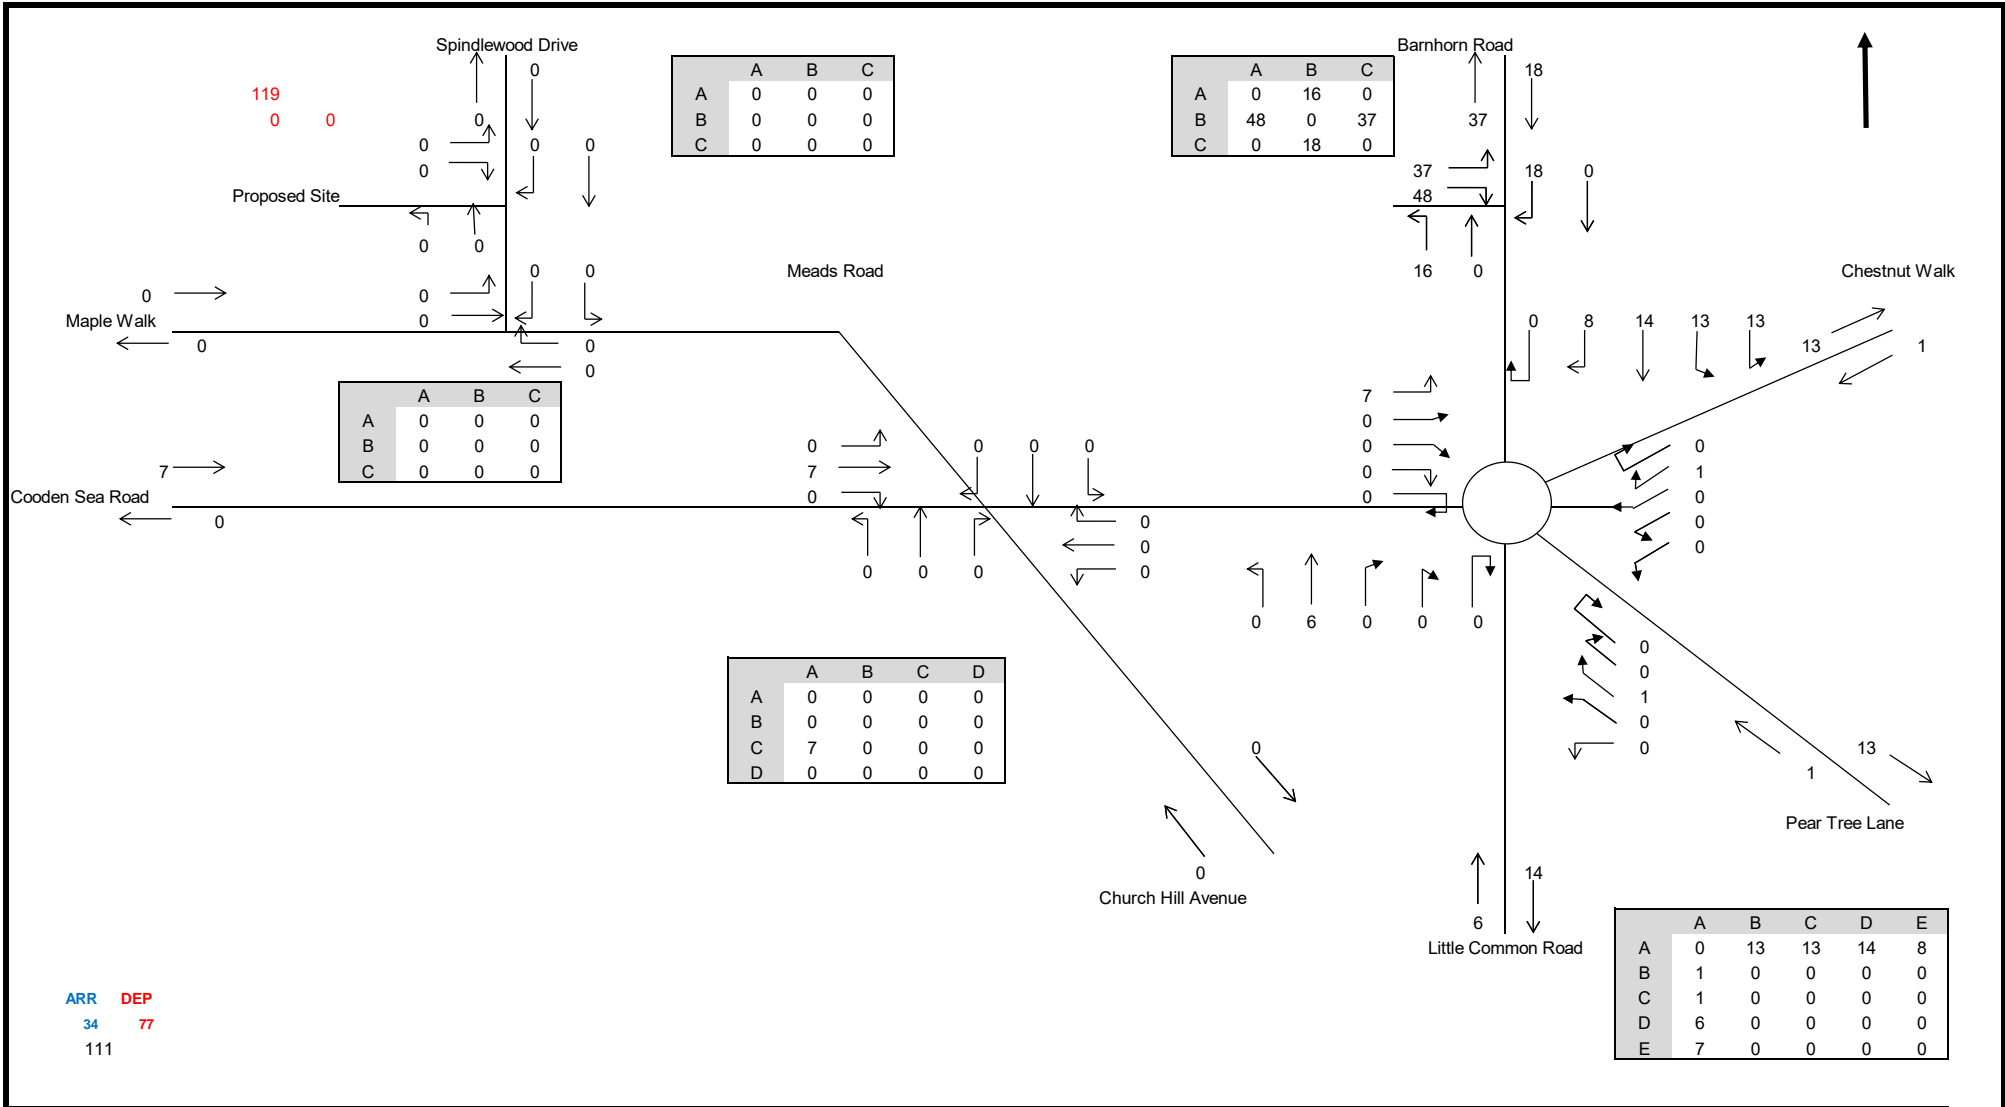 Spindlewood Drive
0
119
0 0
0
0 0 0
0
Proposed Site
0 0
0 0
0
0
0
Maple Walk
0
0
0
A B C
A 0 0 0
B 0 0 0
C 0 0 0
Barnhorn Road
18
A B C
A 0 16 0
B 48 0 37
C 0 18 0
37
37 18 0
48
16 0
Meads Road
Chestnut Walk
0 8 14 13 13
13 1
A B C
A 0 0 0
B 0 0 0
C 0 0 0
7
Cooden Sea Road
0
0 0 0 0
7
0
0
0
0
0 0 0
7
0
0
0
0
0
1
0
0
0
0 6 0 0 0
0
0
1
0
0
A B C D
A 0 0 0 0
B 0 0 0 0
C 7 0 0 0
D 0 0 0 0
0
0
Church Hill Avenue
13
1
Pear Tree Lane
14
6
Little Common Road
A B C D E
A 0 13 13 14 8
B 1 0 0 0 0
C 1 0 0 0 0
D 6 0 0 0 0
E 7 0 0 0 0
ARR DEP
34 77
111